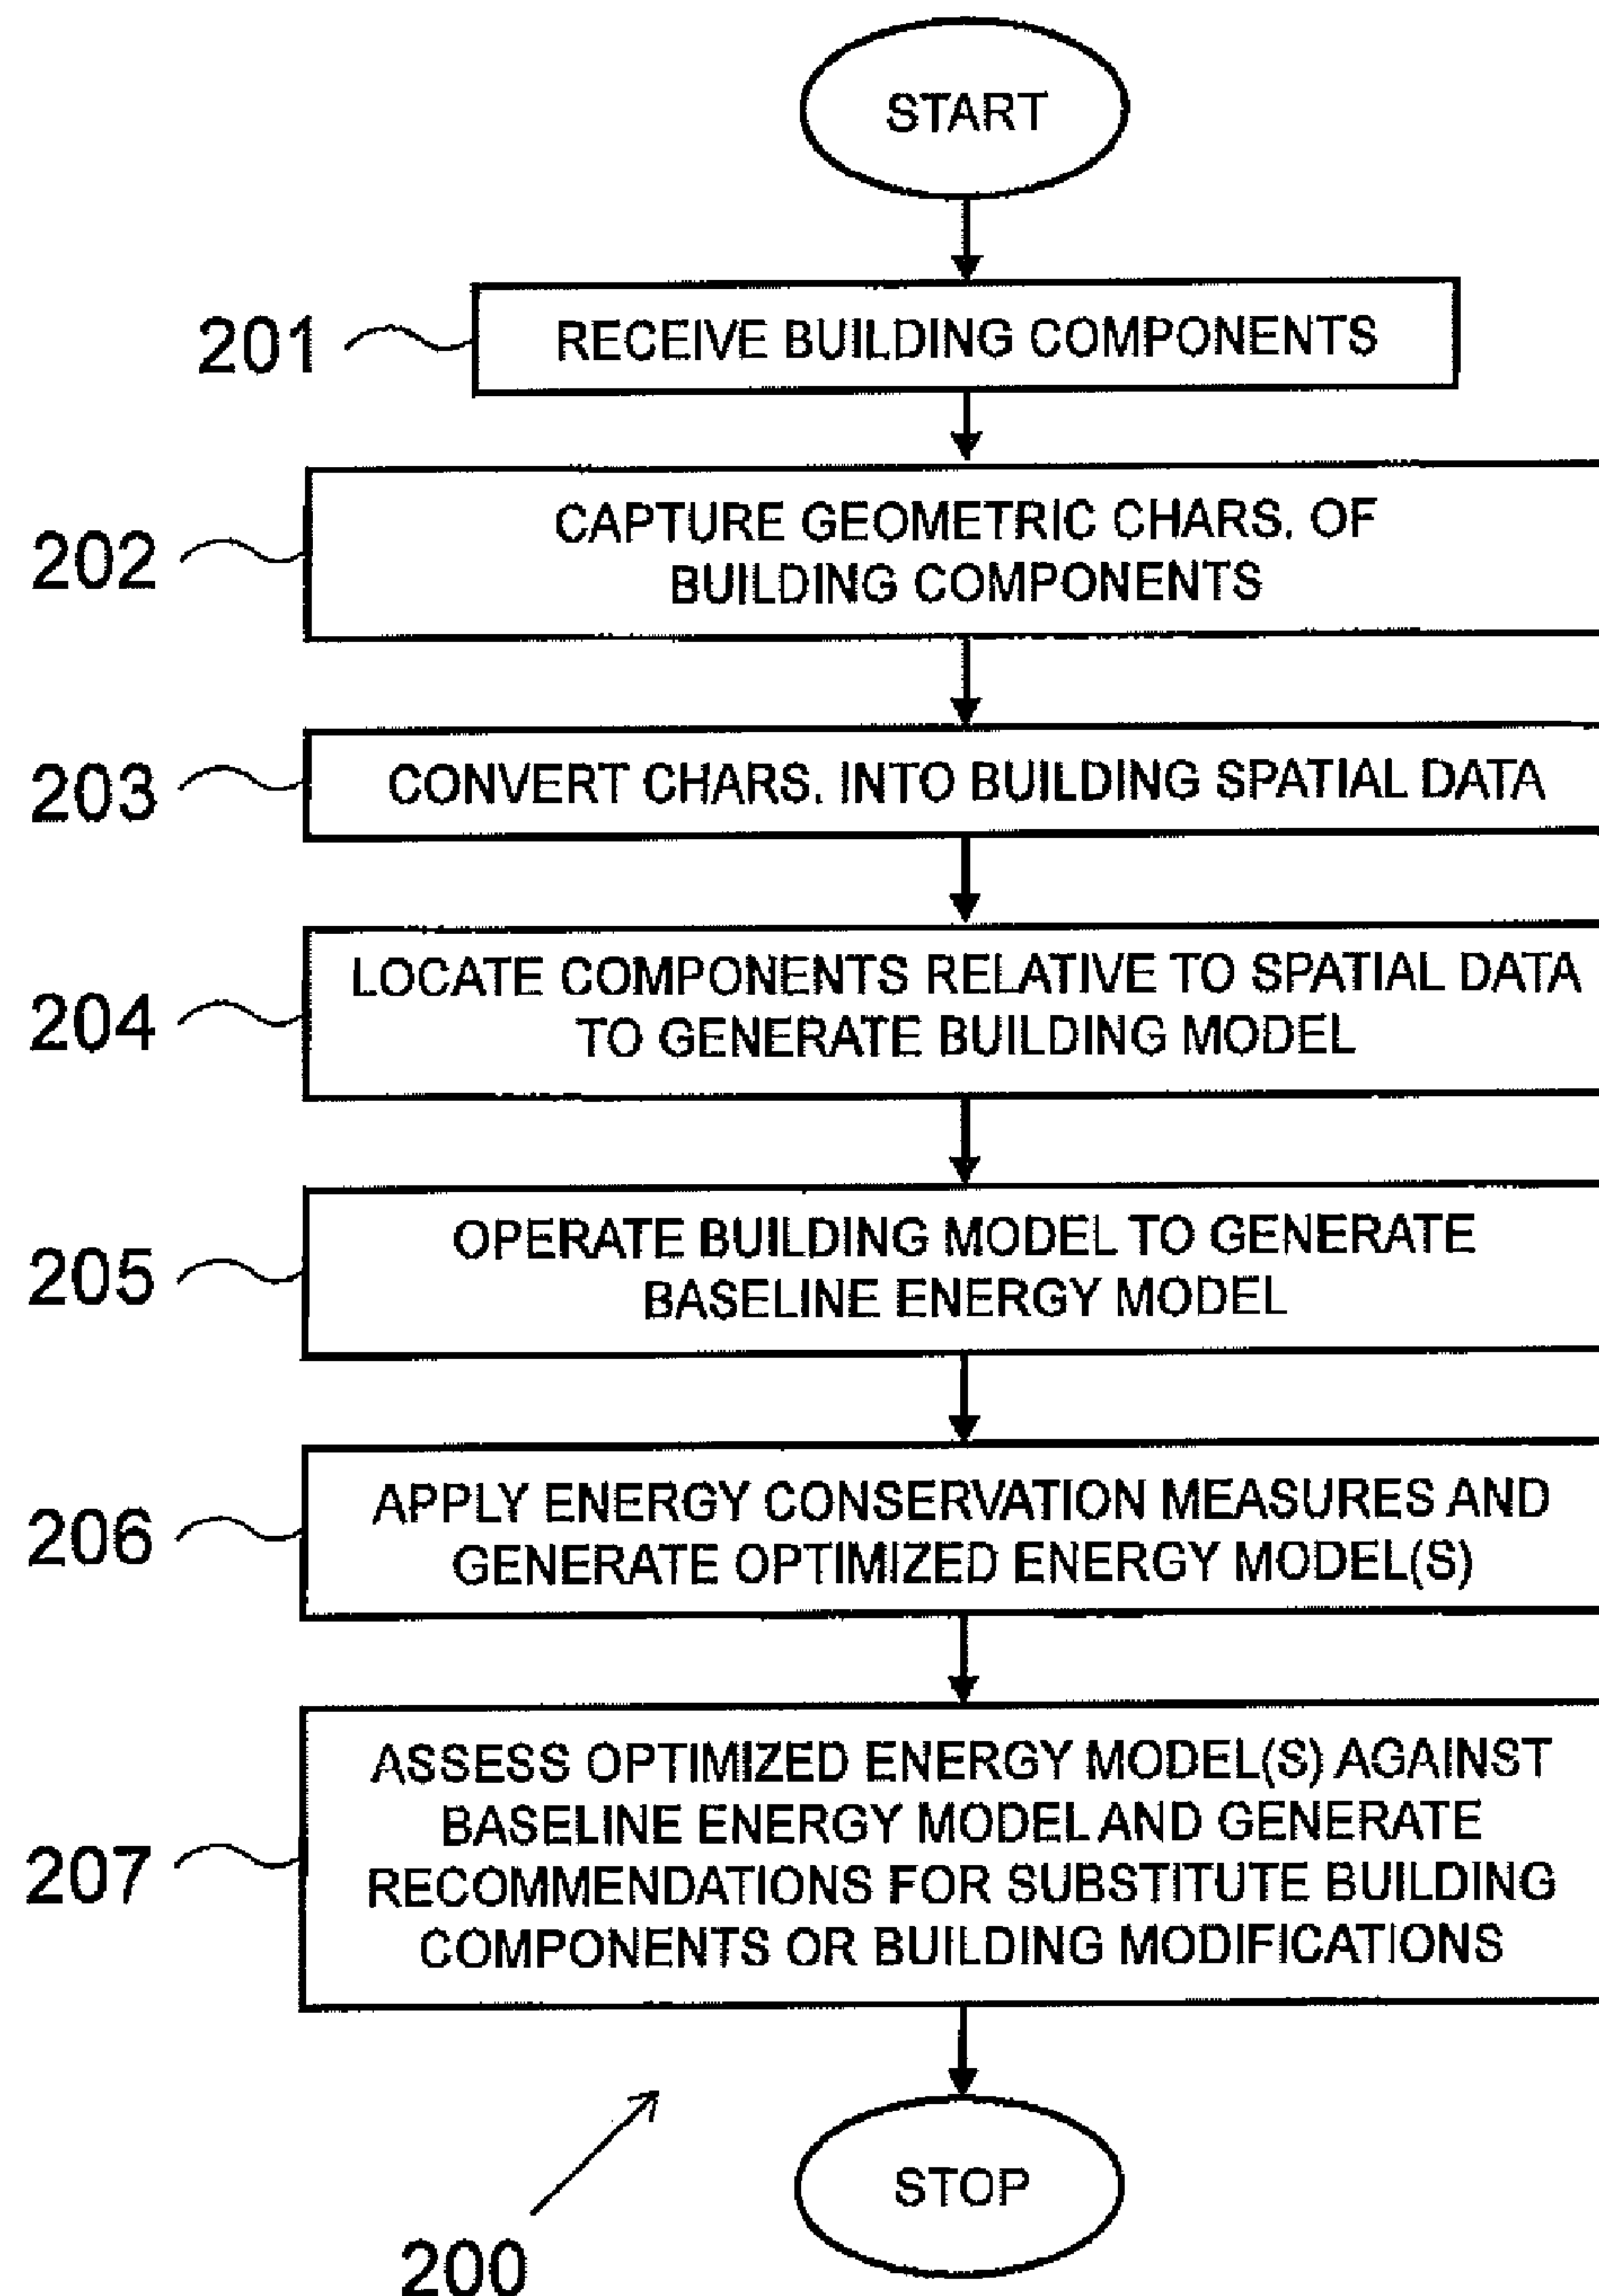 START
201
RECEIVE BUILDING COMPONENTS
202
CAPTURE GEOMETRIC CHARS. OF
BUILDING COMPONENTS
203
CONVERT CHARS. INTO BUILDING SPATIAL DATA
204
LOCATE COMPONENTS RELATIVE TO SPATIAL DATA
TO GENERATE BUILDING MODEL
205
OPERATE BUILDING MODEL TO GENERATE
BASELINE ENERGY MODEL
206
APPLY ENERGY CONSERVATION MEASURES AND
GENERATE OPTIMIZED ENERGY MODEL(S)
207
ASSESS OPTIMIZED ENERGY MODEL(S) AGAINST
BASELINE ENERGY MODEL AND GENERATE
RECOMMENDATIONS FOR SUBSTITUTE BUILDING
COMPONENTS OR BUILDING MODIFICATIONS
STOP
200